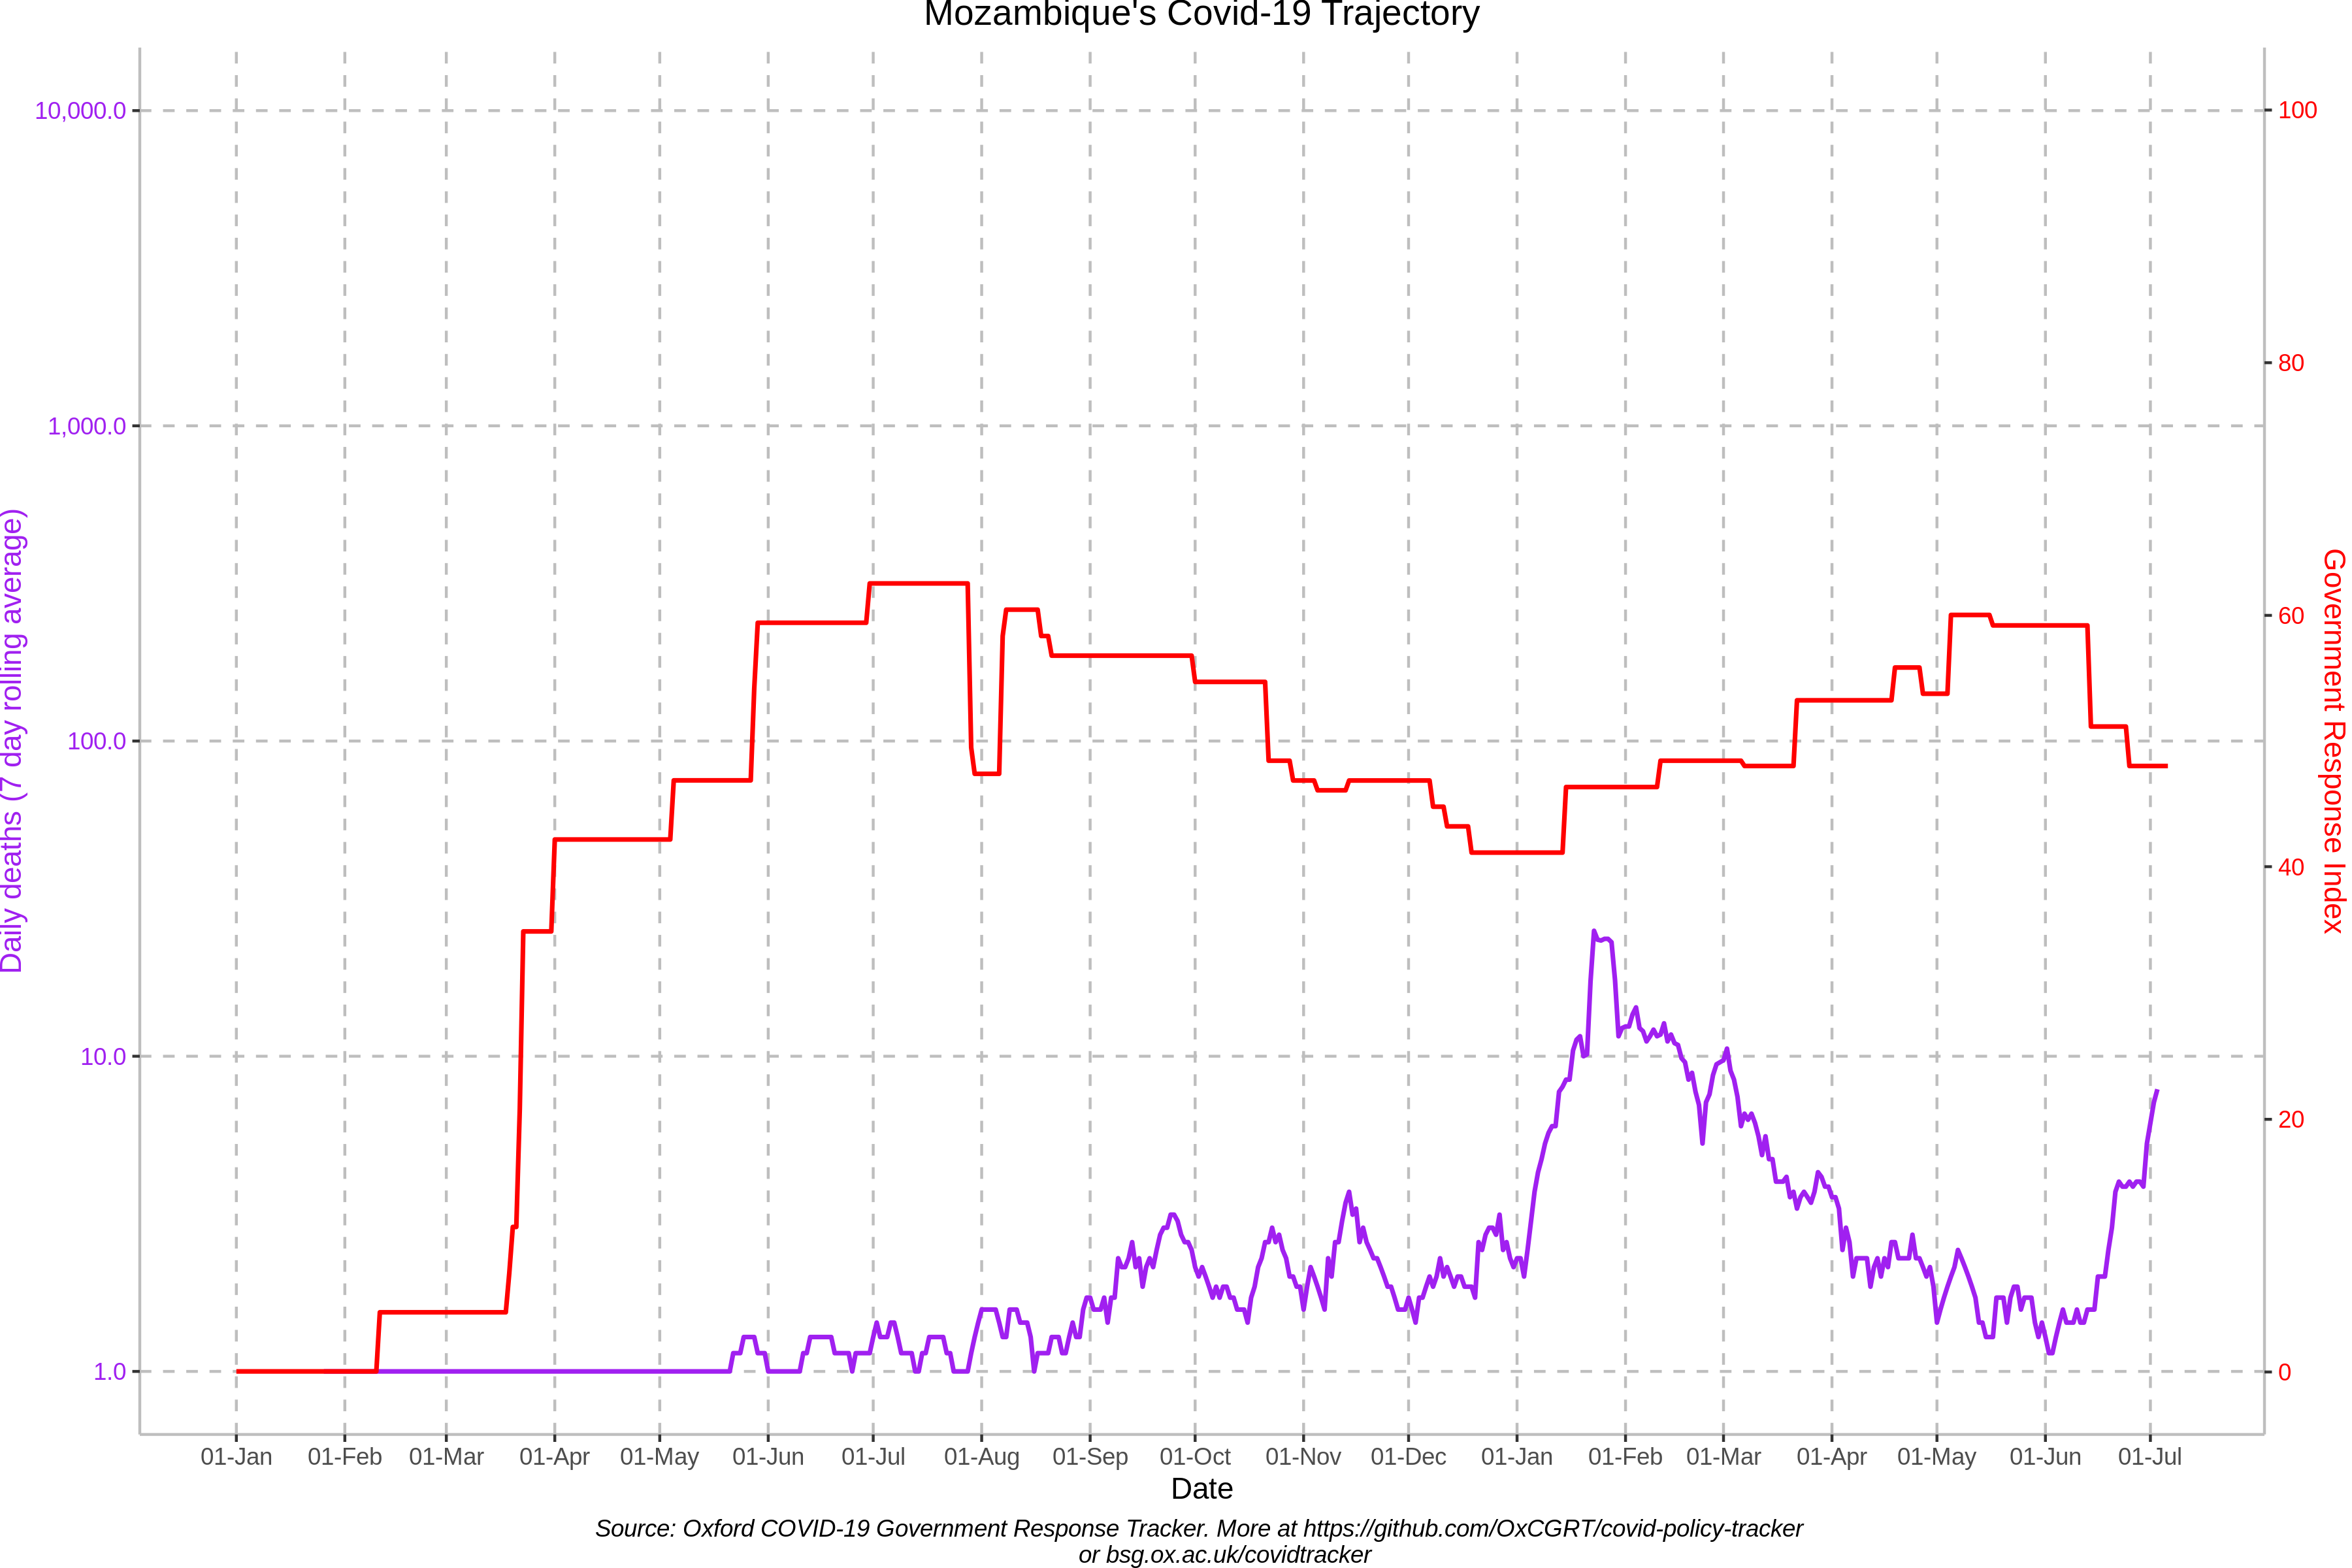 Mozambique's Covid-19 Trajectory
10,000.0
1,000.0
100.0
10.0
1.0
Daily deaths (7 day rolling average)
100
80
60
40
20
0
Government Response Index
01-Jan 01-Feb 01-Mar 01-Apr 01-May 01-Jun 01-Jul 01-Aug 01-Sep 01-Oct 01-Nov 01-Dec 01-Jan 01-Feb 01-Mar 01-Apr 01-May 01-Jun 01-Jul
Date
Source: Oxford COVID-19 Government Response Tracker. More at https://github.com/OxCGRT/covid-policy-tracker
or bsg.ox.ac.uk/covidtracker